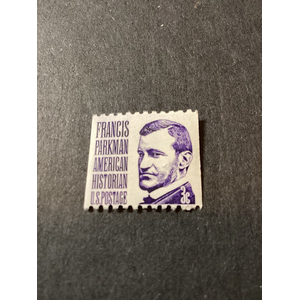 FRANCIS
PARKMAN
AMERICAN
HISTORIAN
U.S. POSTAGE
3c